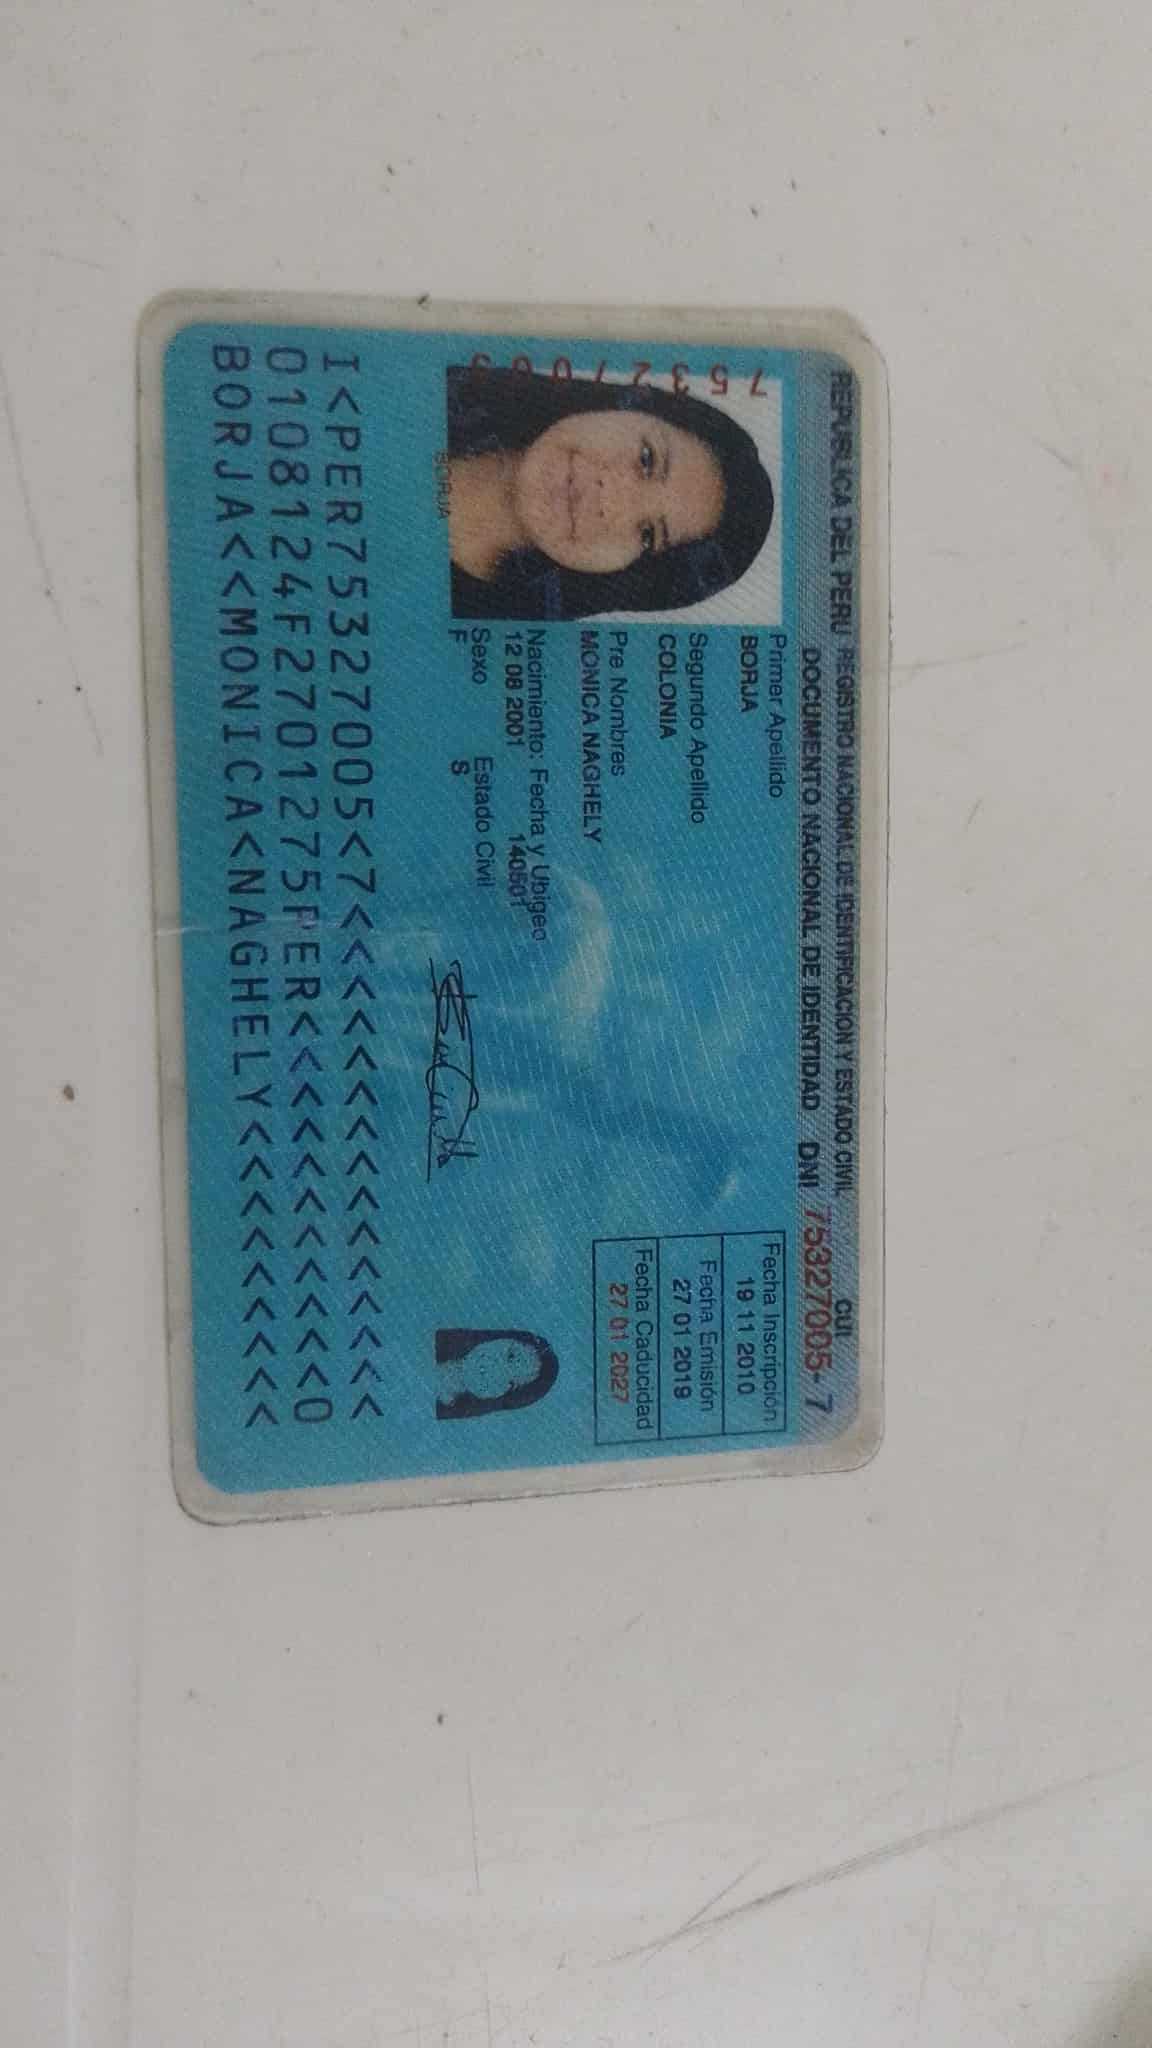 REPUBLICA DEL PERU REGISTRO NACIONAL DE IDENTIFICACION Y ESTADO CIVIL
CUI
DOCUMENTO NACIONAL DE IDENTIDAD DNI 75327005-7
Primer Apellido
BORJA
Segundo Apellido
COLONIA
Pre Nombres
MONICA NAGHELY
Nacimiento: Fecha y Ubigeo
12 08 2001 140501
Sexo Estado Civil
F S
Fecha Inscripción
19 11 2010
Fecha Emisión
27 01 2019
Fecha Caducidad
27 01 2027
BORJA
I<PER75327005<7<<<<<<<<<<<<<<<
0108124F2701275PER<<<<<<<<<<<0
BORJA<<MONICA<NAGHELY<<<<<<<<<